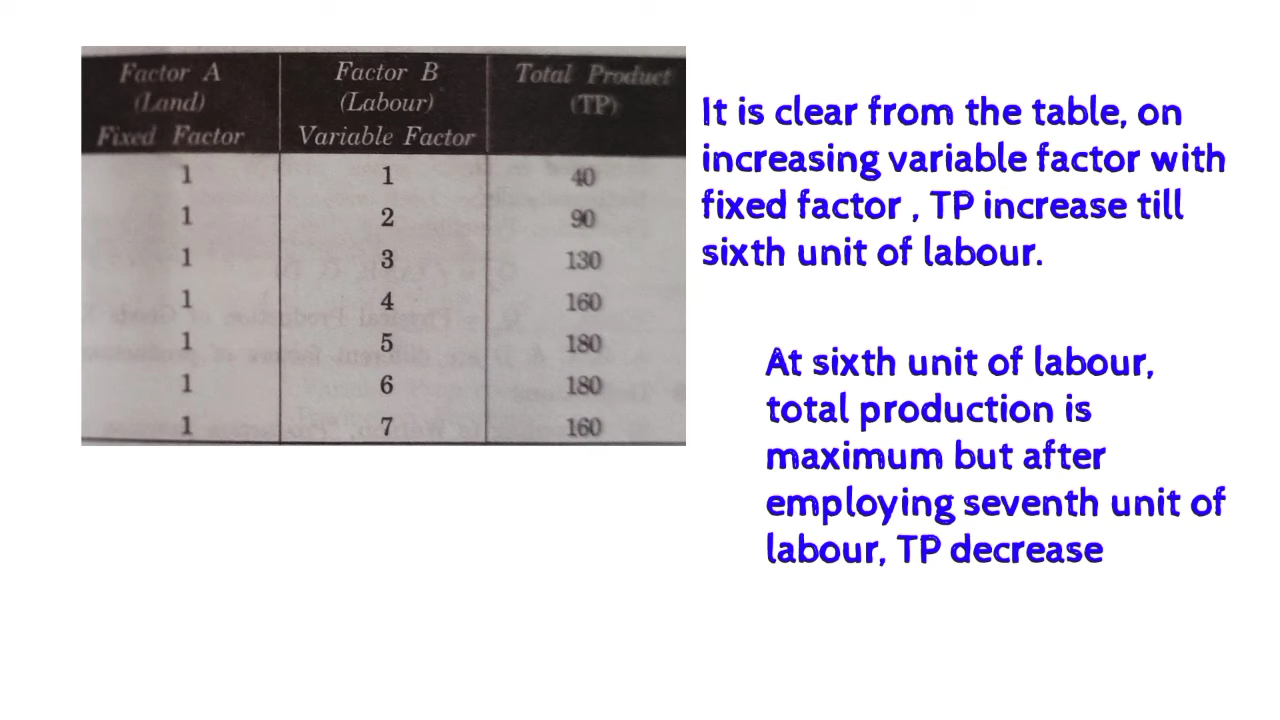 Factor A Factor B Total Product
(Land) (Labour) (TP)
Fixed Factor Variable Factor
1 1 40
1 2 90
1 3 130
1 4 160
1 5 180
1 6 180
1 7 160
It is clear from the table, on
increasing variable factor with
fixed factor , TP increase till
sixth unit of labour.
At sixth unit of labour,
total production is
maximum but after
employing seventh unit of
labour, TP decrease